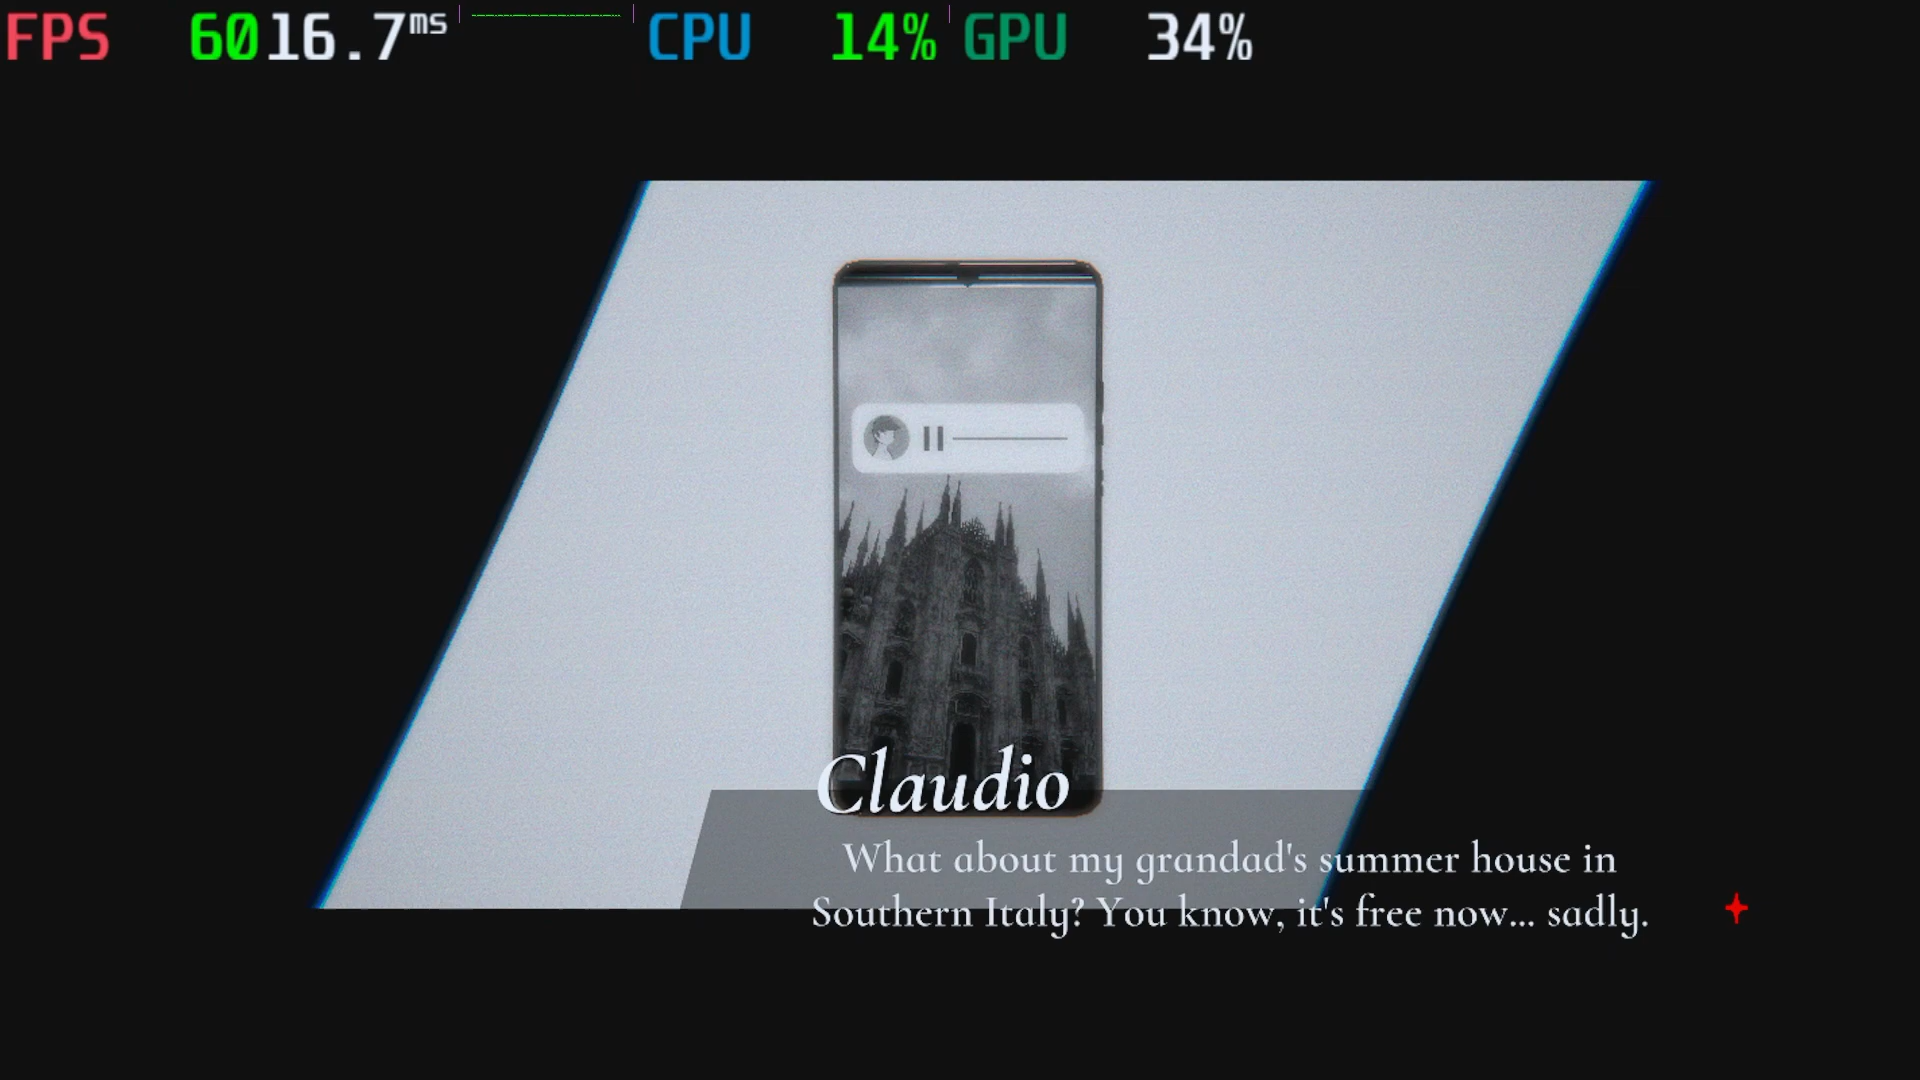 FPS 60 16.7ms CPU 14% GPU 34%
Claudio
What about my grandad's summer house in
Southern Italy? You know, it's free now... sadly.